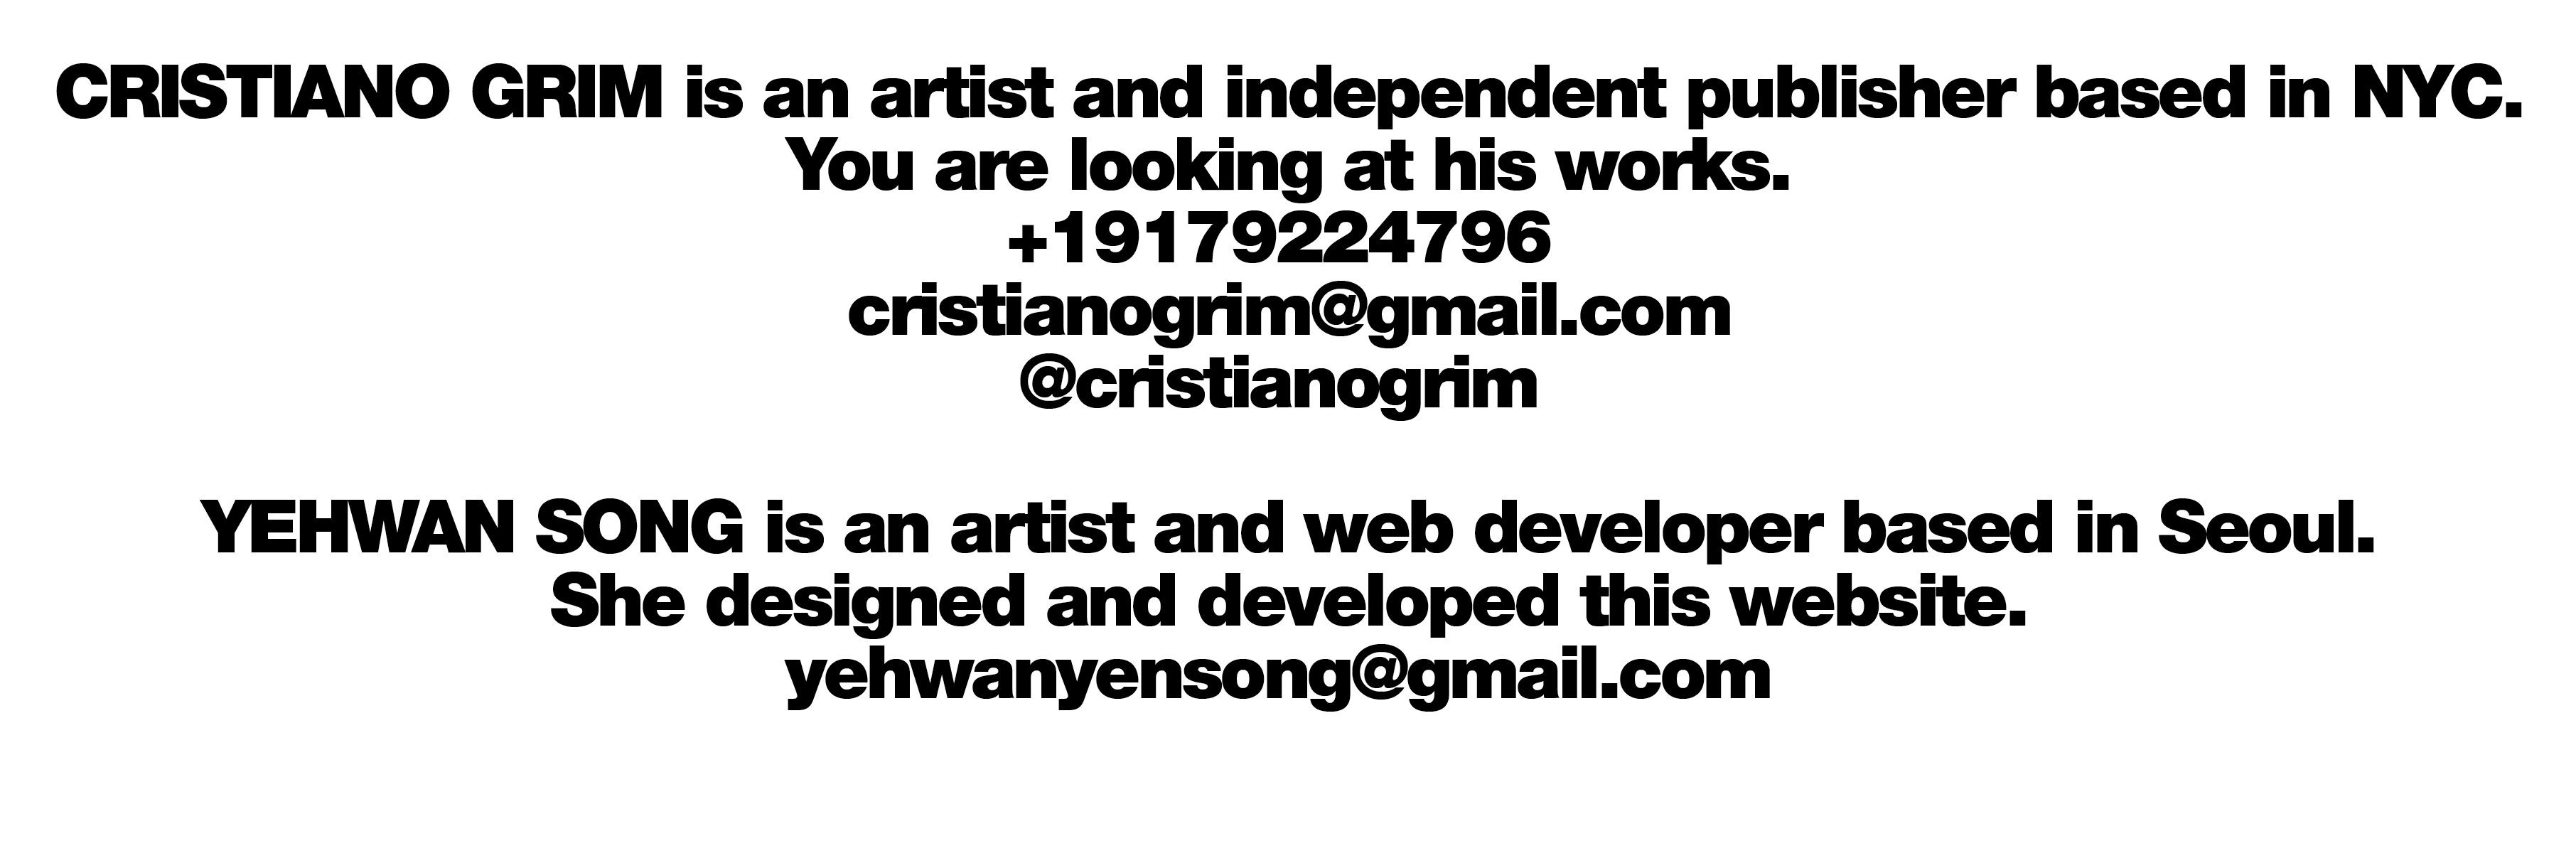 CRISTIANO GRIM is an artist and independent publisher based in NYC.
You are looking at his works.
+19179224796
cristianogrim@gmail.com
@cristianogrim
YEHWAN SONG is an artist and web developer based in Seoul.
She designed and developed this website.
yehwanyensong@gmail.com